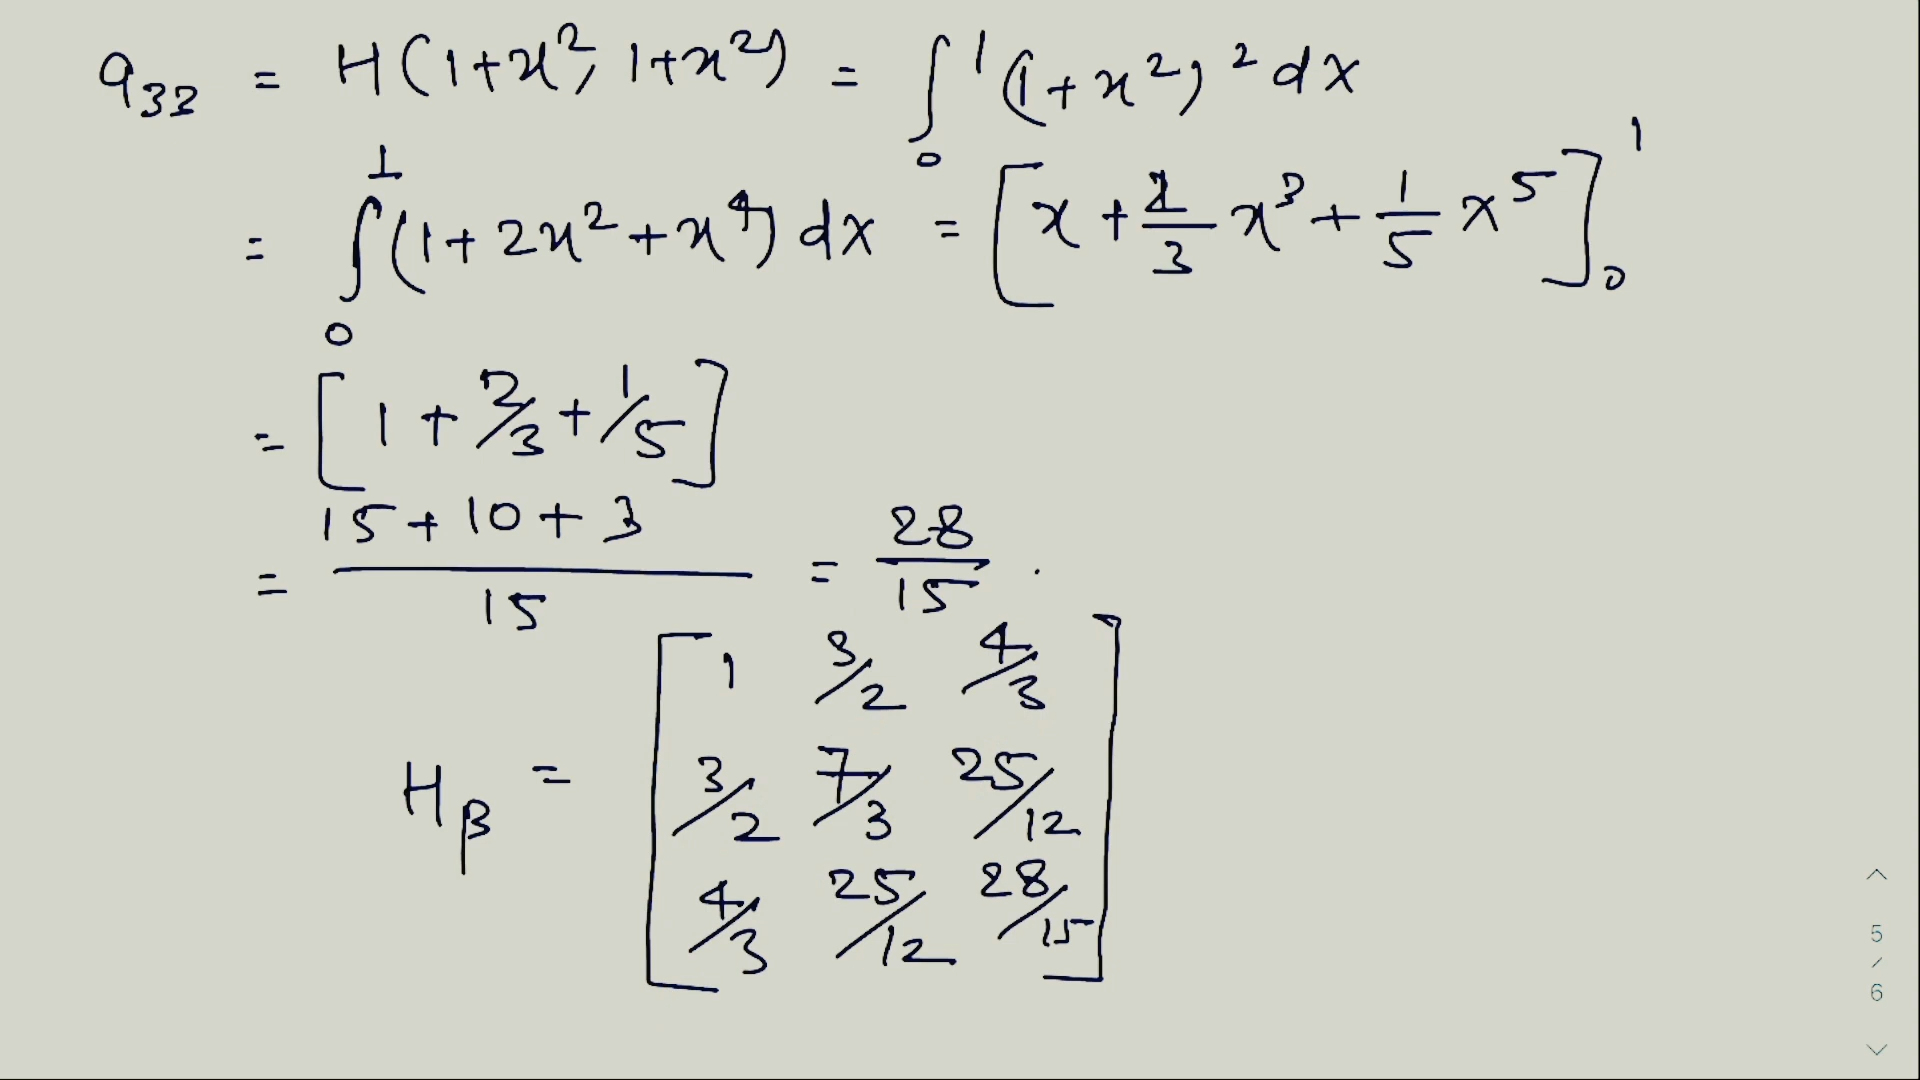 a₃₃ = H(1+x², 1+x²) = ∫₀¹ (1+x²)² dx
= ∫₀¹ (1+2x²+x⁴) dx = [x + 2/3 x³ + 1/5 x⁵]₀¹
= [1 + 2/3 + 1/5]
= (15+10+3)/15 = 28/15 .
H_β = [1 3/2 4/3
3/2 7/3 25/12
4/3 25/12 28/15]
5
/
6